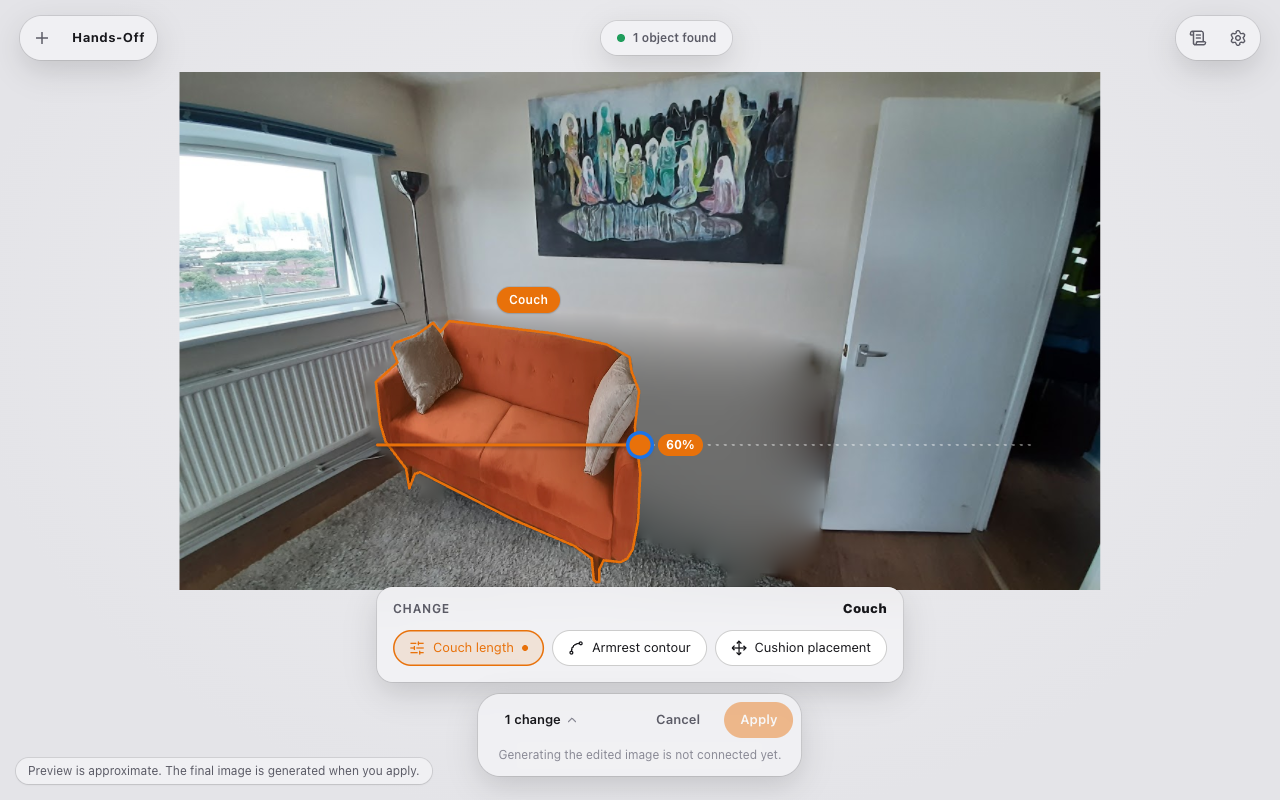 Hands-Off
1 object found
Couch
60%
CHANGE
Couch
Couch length
Armrest contour
Cushion placement
1 change
Cancel
Apply
Generating the edited image is not connected yet.
Preview is approximate. The final image is generated when you apply.